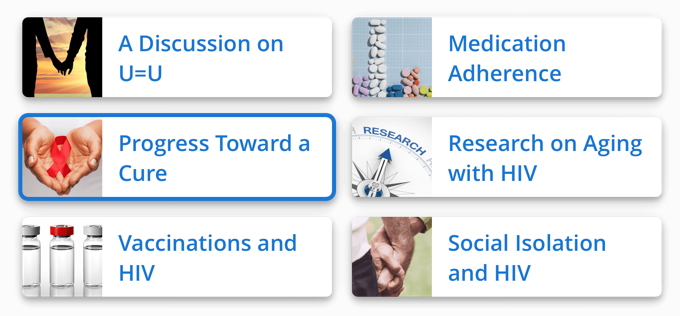 A Discussion on
U=U
Medication
Adherence
Progress Toward a
Cure
RESEARCH
Research on Aging
with HIV
Vaccinations and
HIV
Social Isolation
and HIV